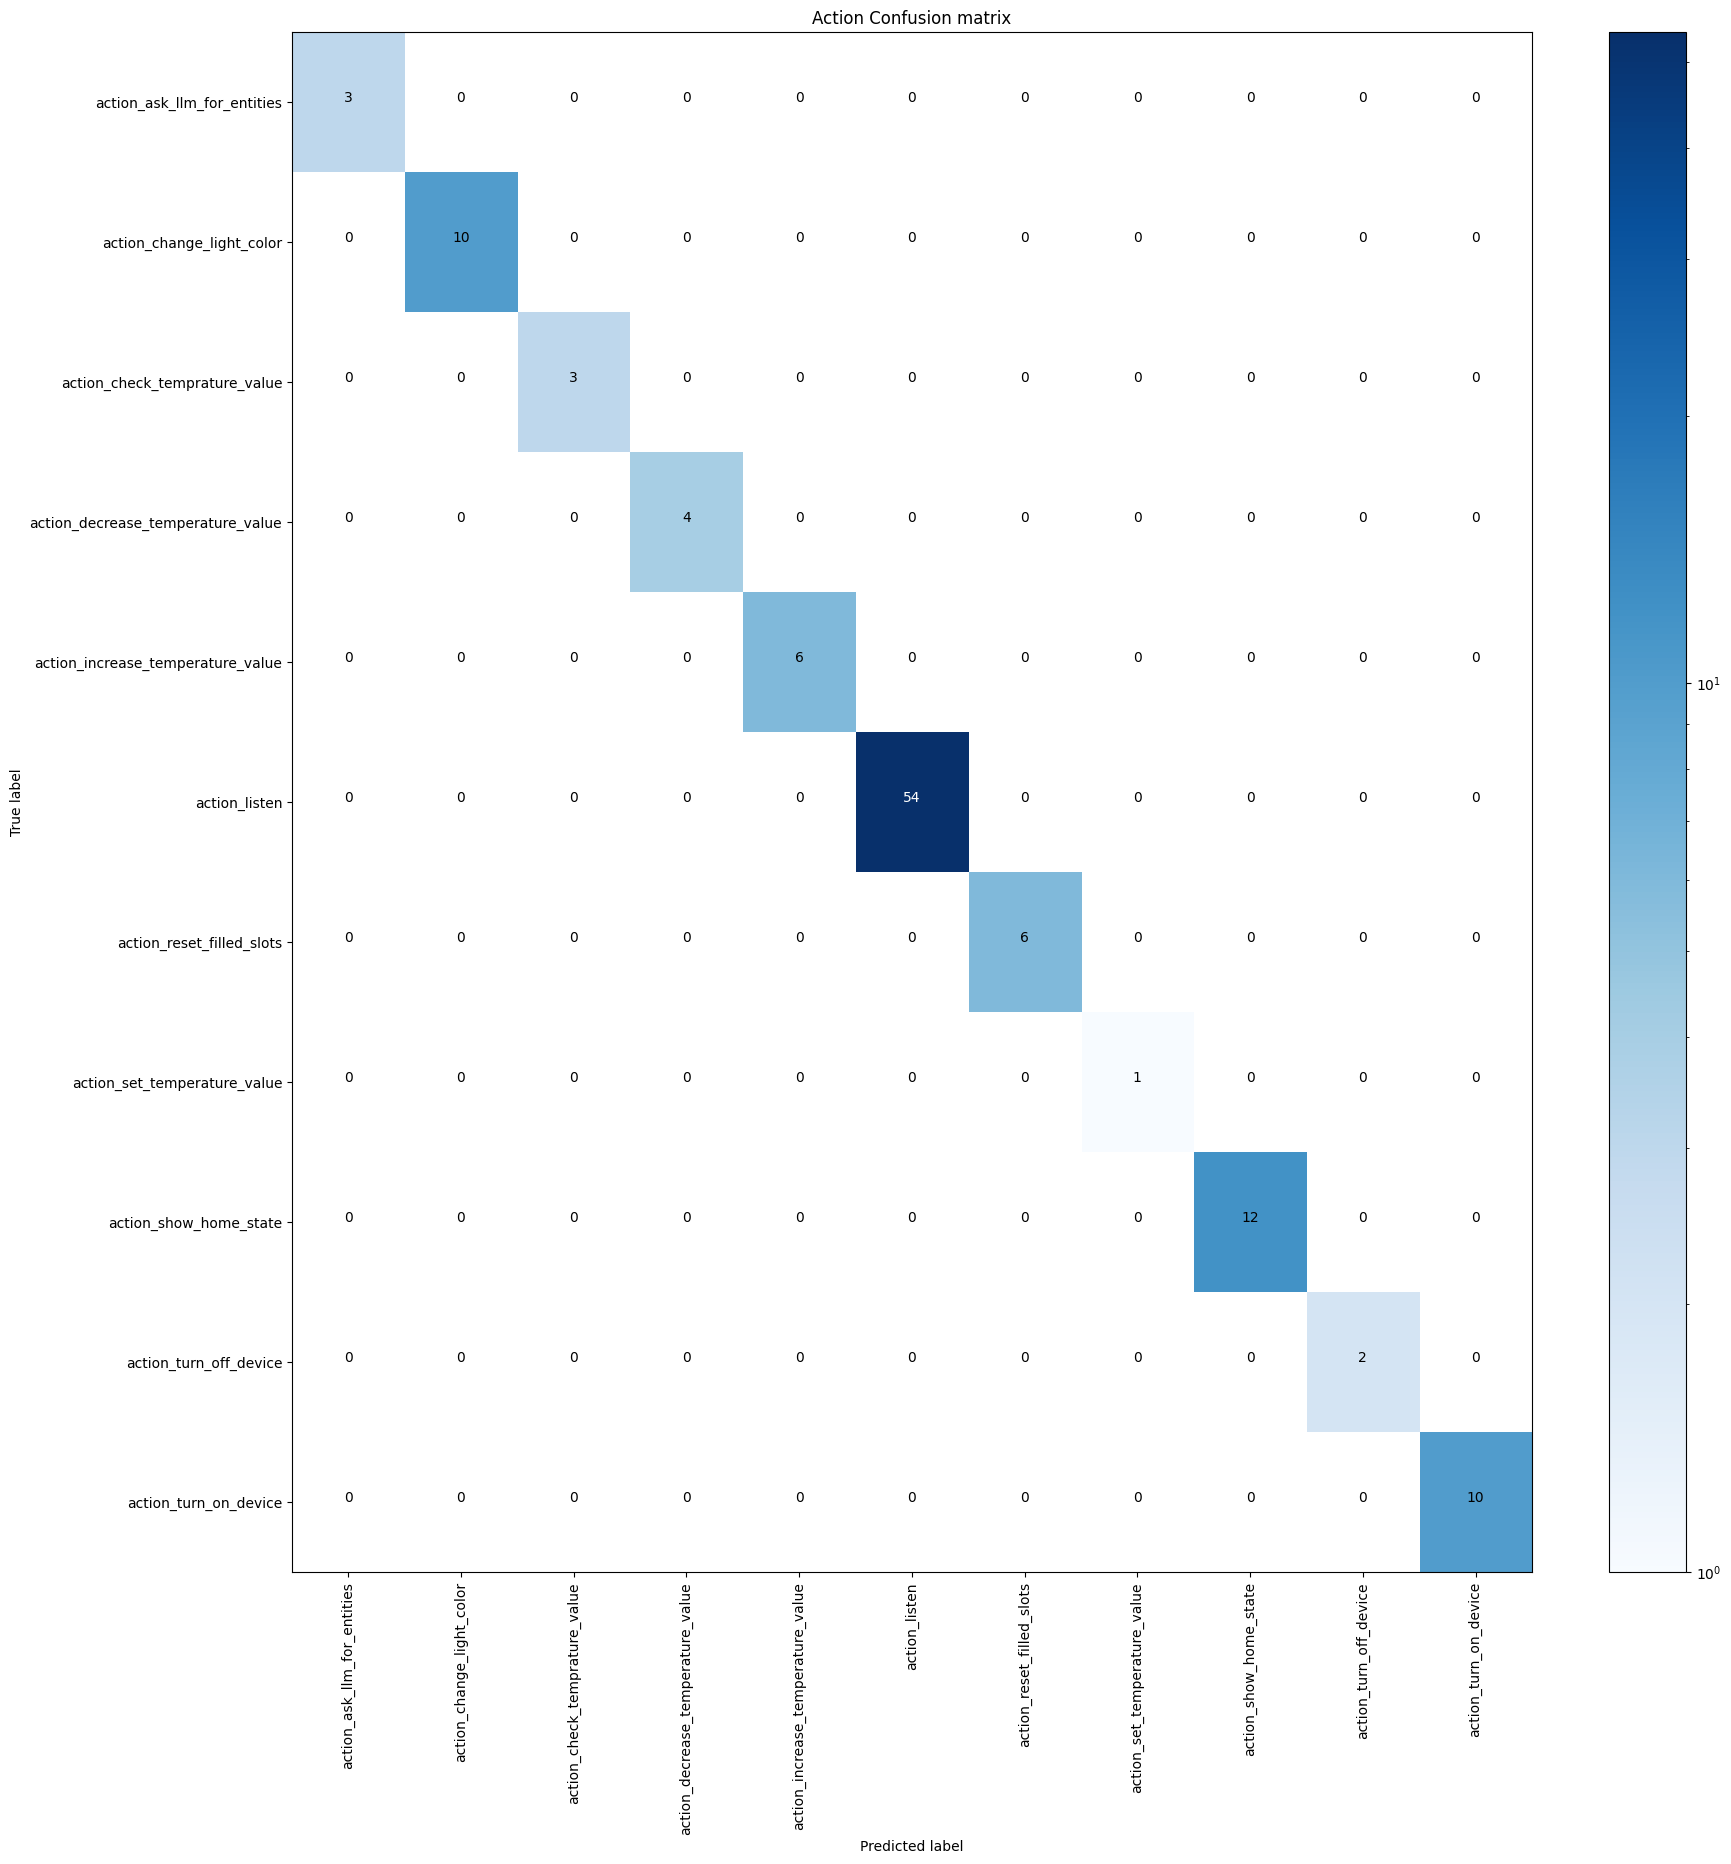 Action Confusion matrix
True label
action_ask_llm_for_entities 3 0 0 0 0 0 0 0 0 0 0
action_change_light_color 0 10 0 0 0 0 0 0 0 0 0
action_check_temprature_value 0 0 3 0 0 0 0 0 0 0 0
action_decrease_temperature_value 0 0 0 4 0 0 0 0 0 0 0
action_increase_temperature_value 0 0 0 0 6 0 0 0 0 0 0
action_listen 0 0 0 0 0 54 0 0 0 0 0
action_reset_filled_slots 0 0 0 0 0 0 6 0 0 0 0
action_set_temperature_value 0 0 0 0 0 0 0 1 0 0 0
action_show_home_state 0 0 0 0 0 0 0 0 12 0 0
action_turn_off_device 0 0 0 0 0 0 0 0 0 2 0
action_turn_on_device 0 0 0 0 0 0 0 0 0 0 10
action_ask_llm_for_entities
action_change_light_color
action_check_temprature_value
action_decrease_temperature_value
action_increase_temperature_value
action_listen
action_reset_filled_slots
action_set_temperature_value
action_show_home_state
action_turn_off_device
action_turn_on_device
Predicted label
10¹
10⁰